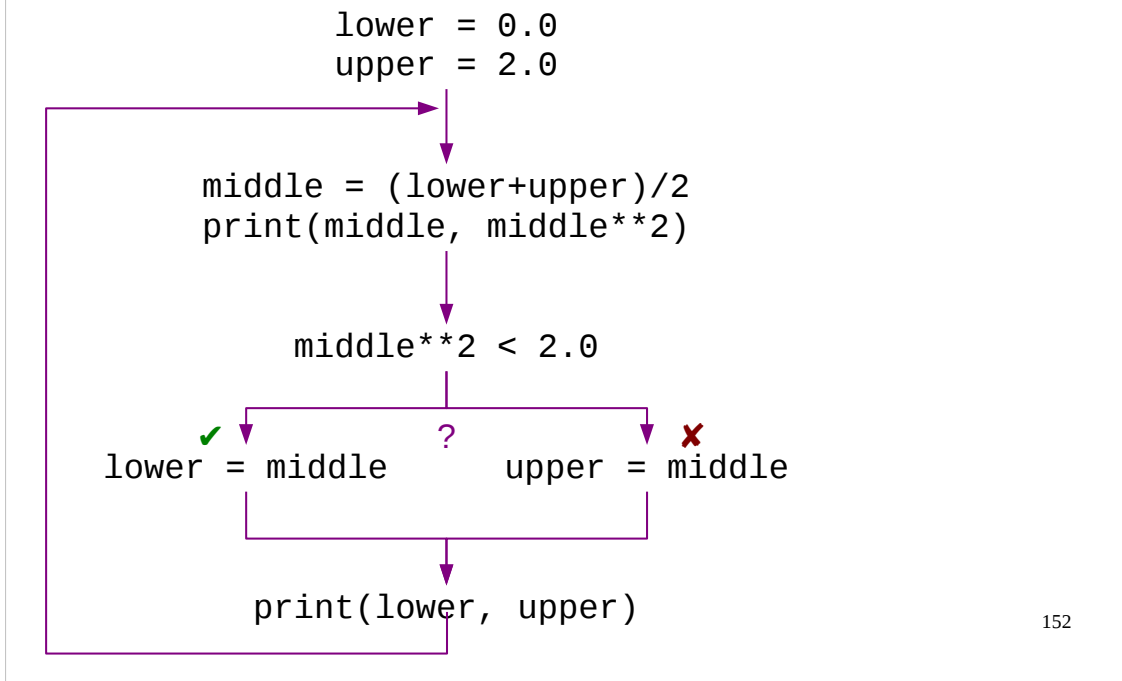 lower = 0.0
upper = 2.0
middle = (lower+upper)/2
print(middle, middle**2)
middle**2 < 2.0
✔ ? ✘
lower = middle upper = middle
print(lower, upper)
152